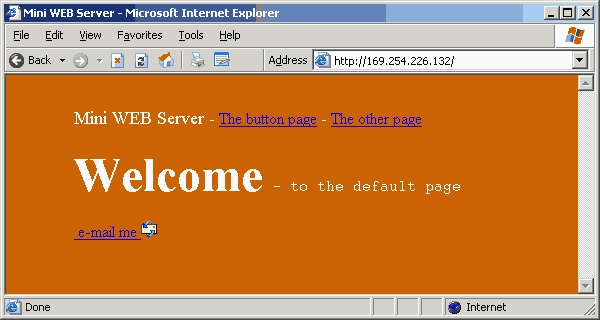 Mini WEB Server - Microsoft Internet Explorer
File Edit View Favorites Tools Help
Back Address http://169.254.226.132/
Mini WEB Server - The button page - The other page
Welcome - to the default page
e-mail me
Done Internet